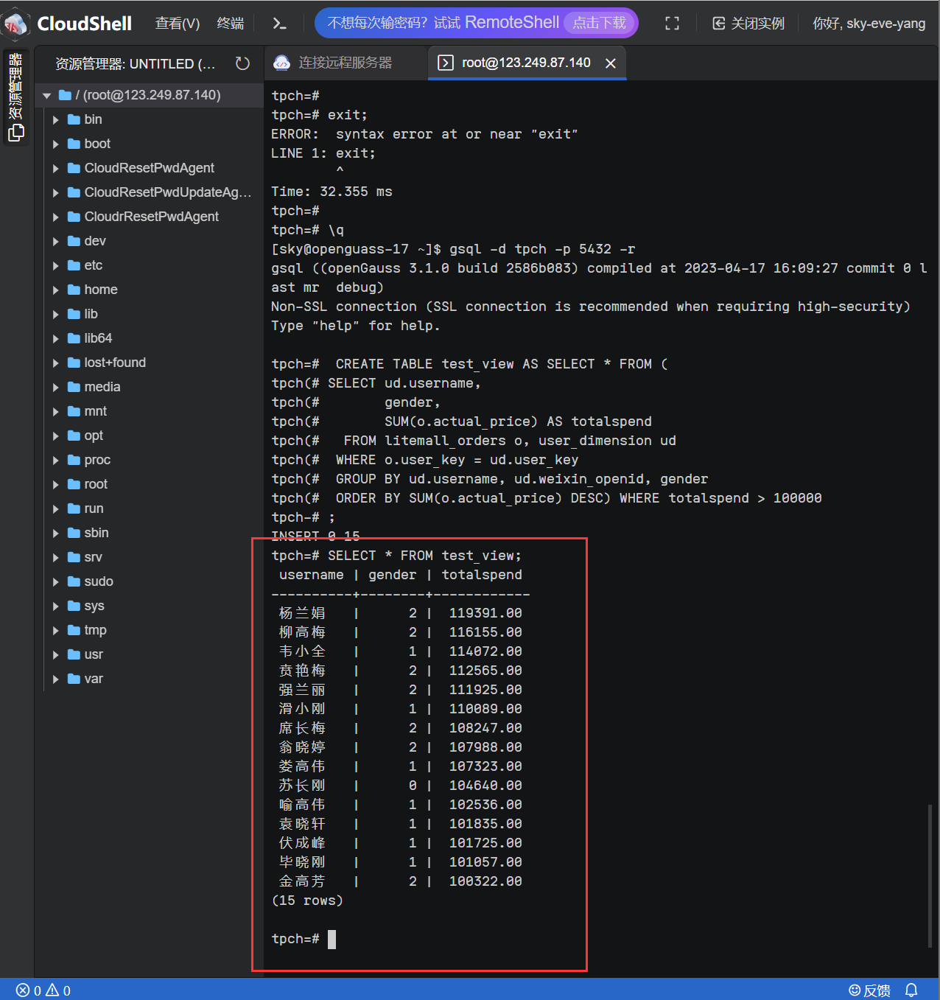 CloudShell 查看(V) 终端 不想每次输密码？试试 RemoteShell 点击下载 关闭实例 你好, sky-eve-yang
资源管理器
资源管理器: UNTITLED (...
连接远程服务器
root@123.249.87.140
/ (root@123.249.87.140)
bin
boot
CloudResetPwdAgent
CloudResetPwdUpdateAg...
CloudrResetPwdAgent
dev
etc
home
lib
lib64
lost+found
media
mnt
opt
proc
root
run
sbin
srv
sudo
sys
tmp
usr
var
tpch=#
tpch=# exit;
ERROR:  syntax error at or near "exit"
LINE 1: exit;
        ^
Time: 32.355 ms
tpch=#
tpch=# \q
[sky@openguass-17 ~]$ gsql -d tpch -p 5432 -r
gsql ((openGauss 3.1.0 build 2586b083) compiled at 2023-04-17 16:09:27 commit 0 l
ast mr  debug)
Non-SSL connection (SSL connection is recommended when requiring high-security)
Type "help" for help.
tpch=#  CREATE TABLE test_view AS SELECT * FROM (
tpch(# SELECT ud.username,
tpch(#        gender,
tpch(#        SUM(o.actual_price) AS totalspend
tpch(#   FROM litemall_orders o, user_dimension ud
tpch(#  WHERE o.user_key = ud.user_key
tpch(#  GROUP BY ud.username, ud.weixin_openid, gender
tpch(#  ORDER BY SUM(o.actual_price) DESC) WHERE totalspend > 100000
tpch-# ;
INSERT 0 15
tpch=# SELECT * FROM test_view;
 username | gender | totalspend
----------+--------+------------
 杨兰娟   |      2 |  119391.00
 柳高梅   |      2 |  116155.00
 韦小全   |      1 |  114072.00
 贲艳梅   |      2 |  112565.00
 强兰丽   |      2 |  111925.00
 滑小刚   |      1 |  110089.00
 席长梅   |      2 |  108247.00
 翁晓婷   |      2 |  107988.00
 娄高伟   |      1 |  107323.00
 苏长刚   |      0 |  104640.00
 喻高伟   |      1 |  102536.00
 袁晓轩   |      1 |  101835.00
 伏成峰   |      1 |  101725.00
 毕晓刚   |      1 |  101057.00
 金高芳   |      2 |  100322.00
(15 rows)
tpch=#
0 0
反馈